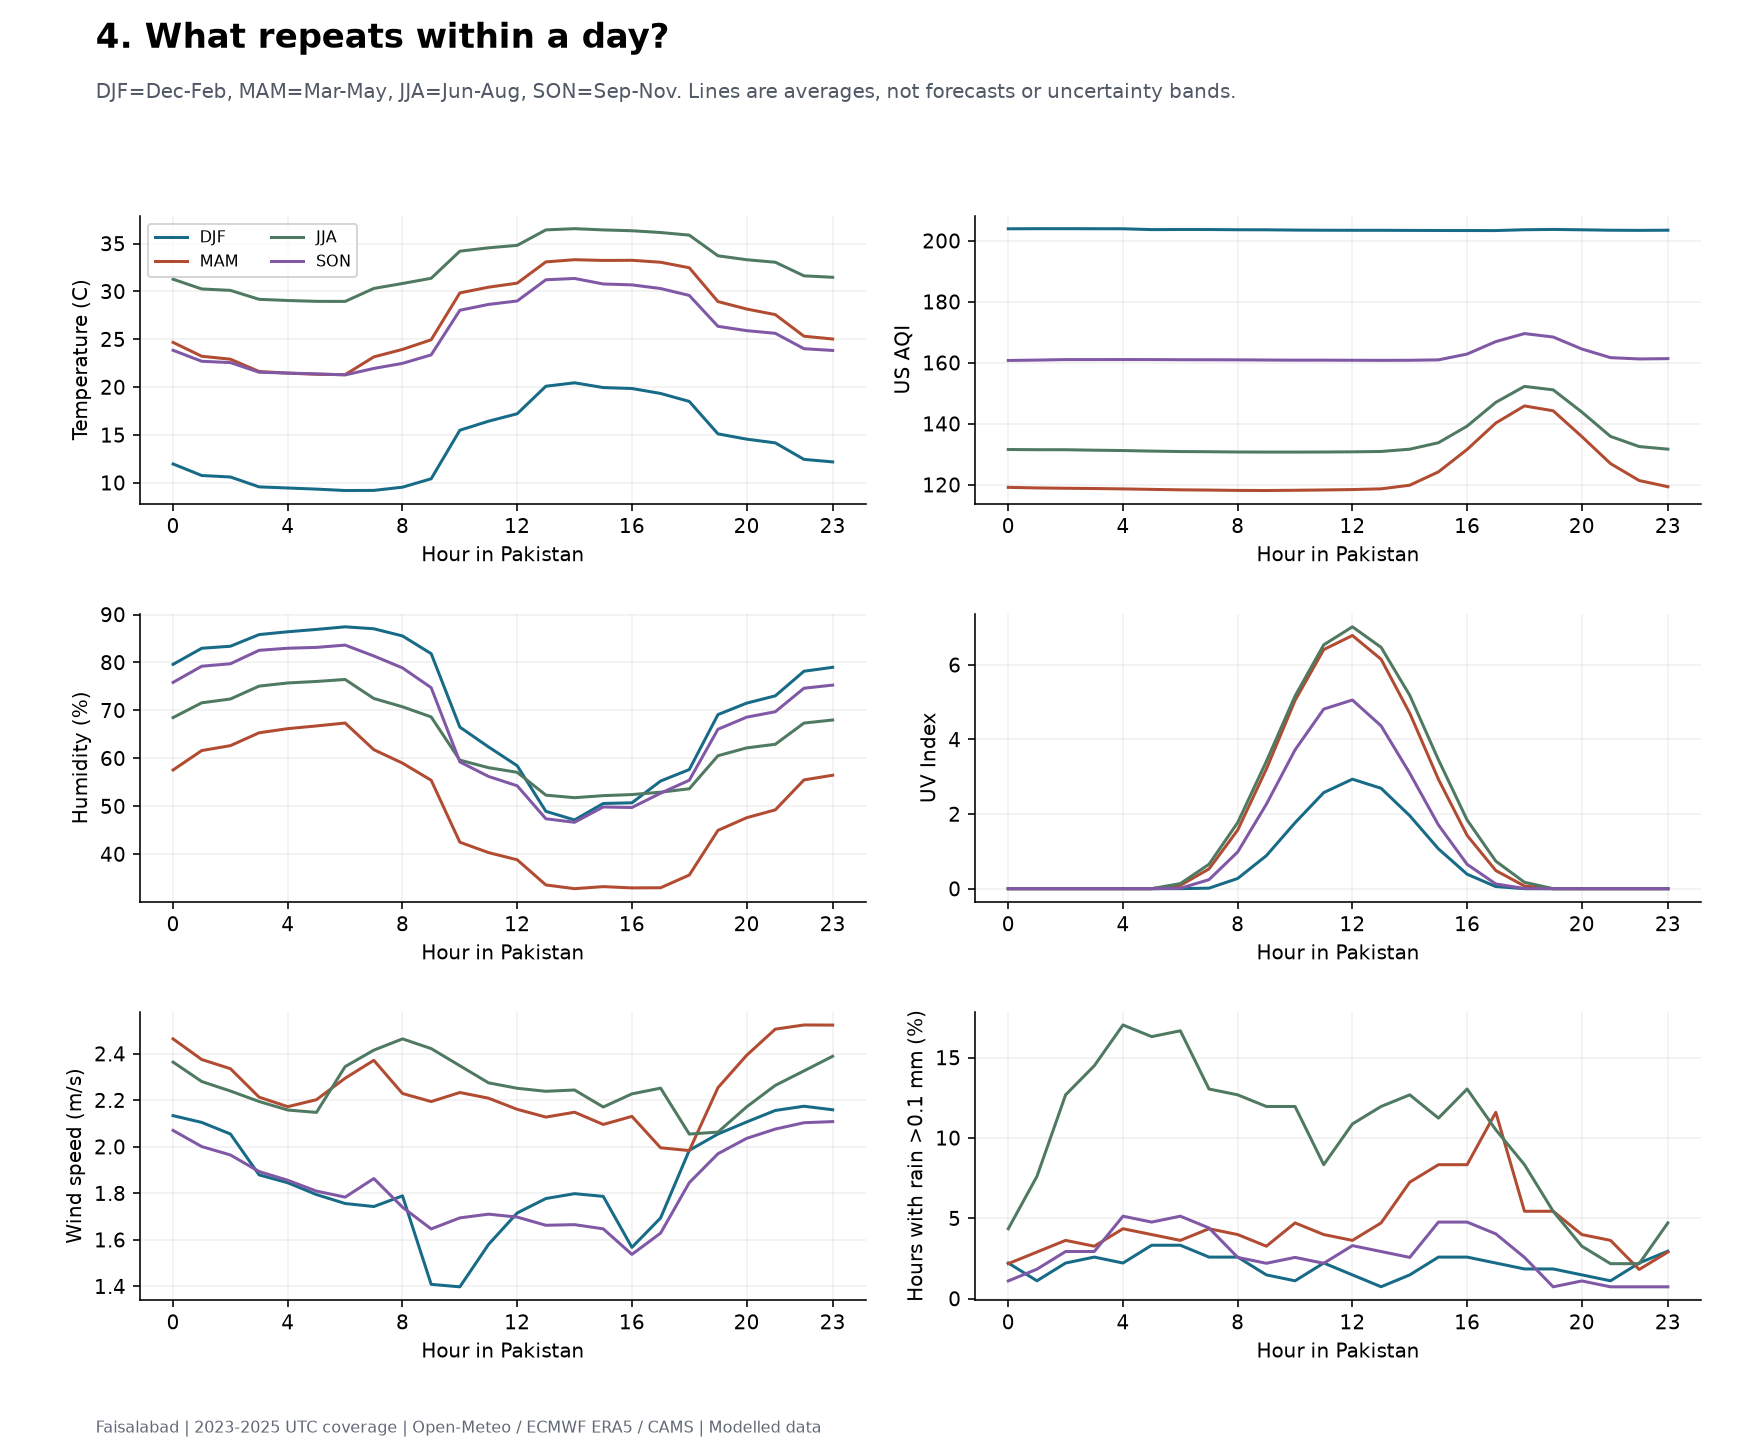 4. What repeats within a day?
DJF=Dec-Feb, MAM=Mar-May, JJA=Jun-Aug, SON=Sep-Nov. Lines are averages, not forecasts or uncertainty bands.
Temperature (C)
35
30
25
20
15
10
DJF JJA
MAM SON
0 4 8 12 16 20 23
Hour in Pakistan
US AQI
200
180
160
140
120
0 4 8 12 16 20 23
Hour in Pakistan
Humidity (%)
90
80
70
60
50
40
0 4 8 12 16 20 23
Hour in Pakistan
UV Index
6
4
2
0
0 4 8 12 16 20 23
Hour in Pakistan
Wind speed (m/s)
2.4
2.2
2.0
1.8
1.6
1.4
0 4 8 12 16 20 23
Hour in Pakistan
Hours with rain >0.1 mm (%)
15
10
5
0
0 4 8 12 16 20 23
Hour in Pakistan
Faisalabad | 2023-2025 UTC coverage | Open-Meteo / ECMWF ERA5 / CAMS | Modelled data